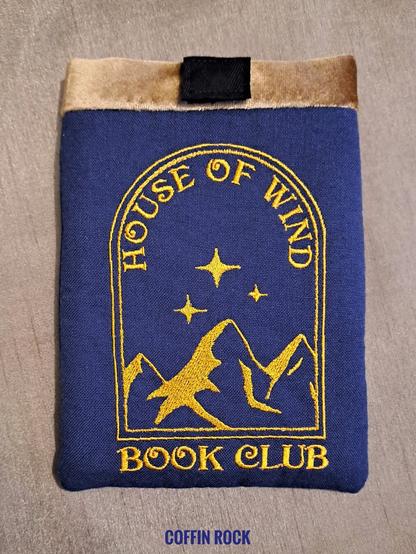 HOUSE OF WIND
BOOK CLUB
COFFIN ROCK